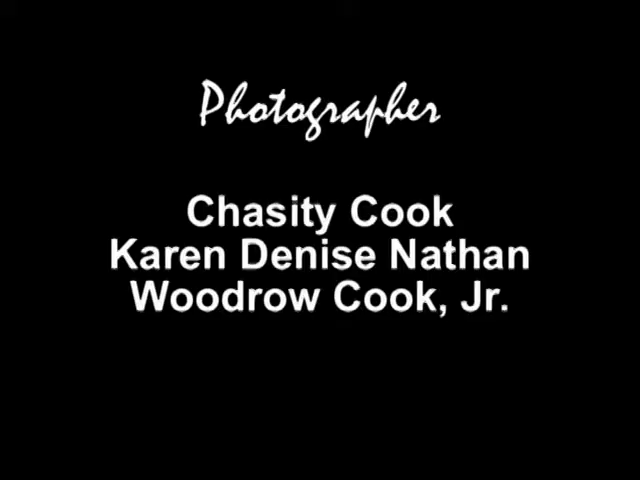 Photographer
Chasity Cook
Karen Denise Nathan
Woodrow Cook, Jr.